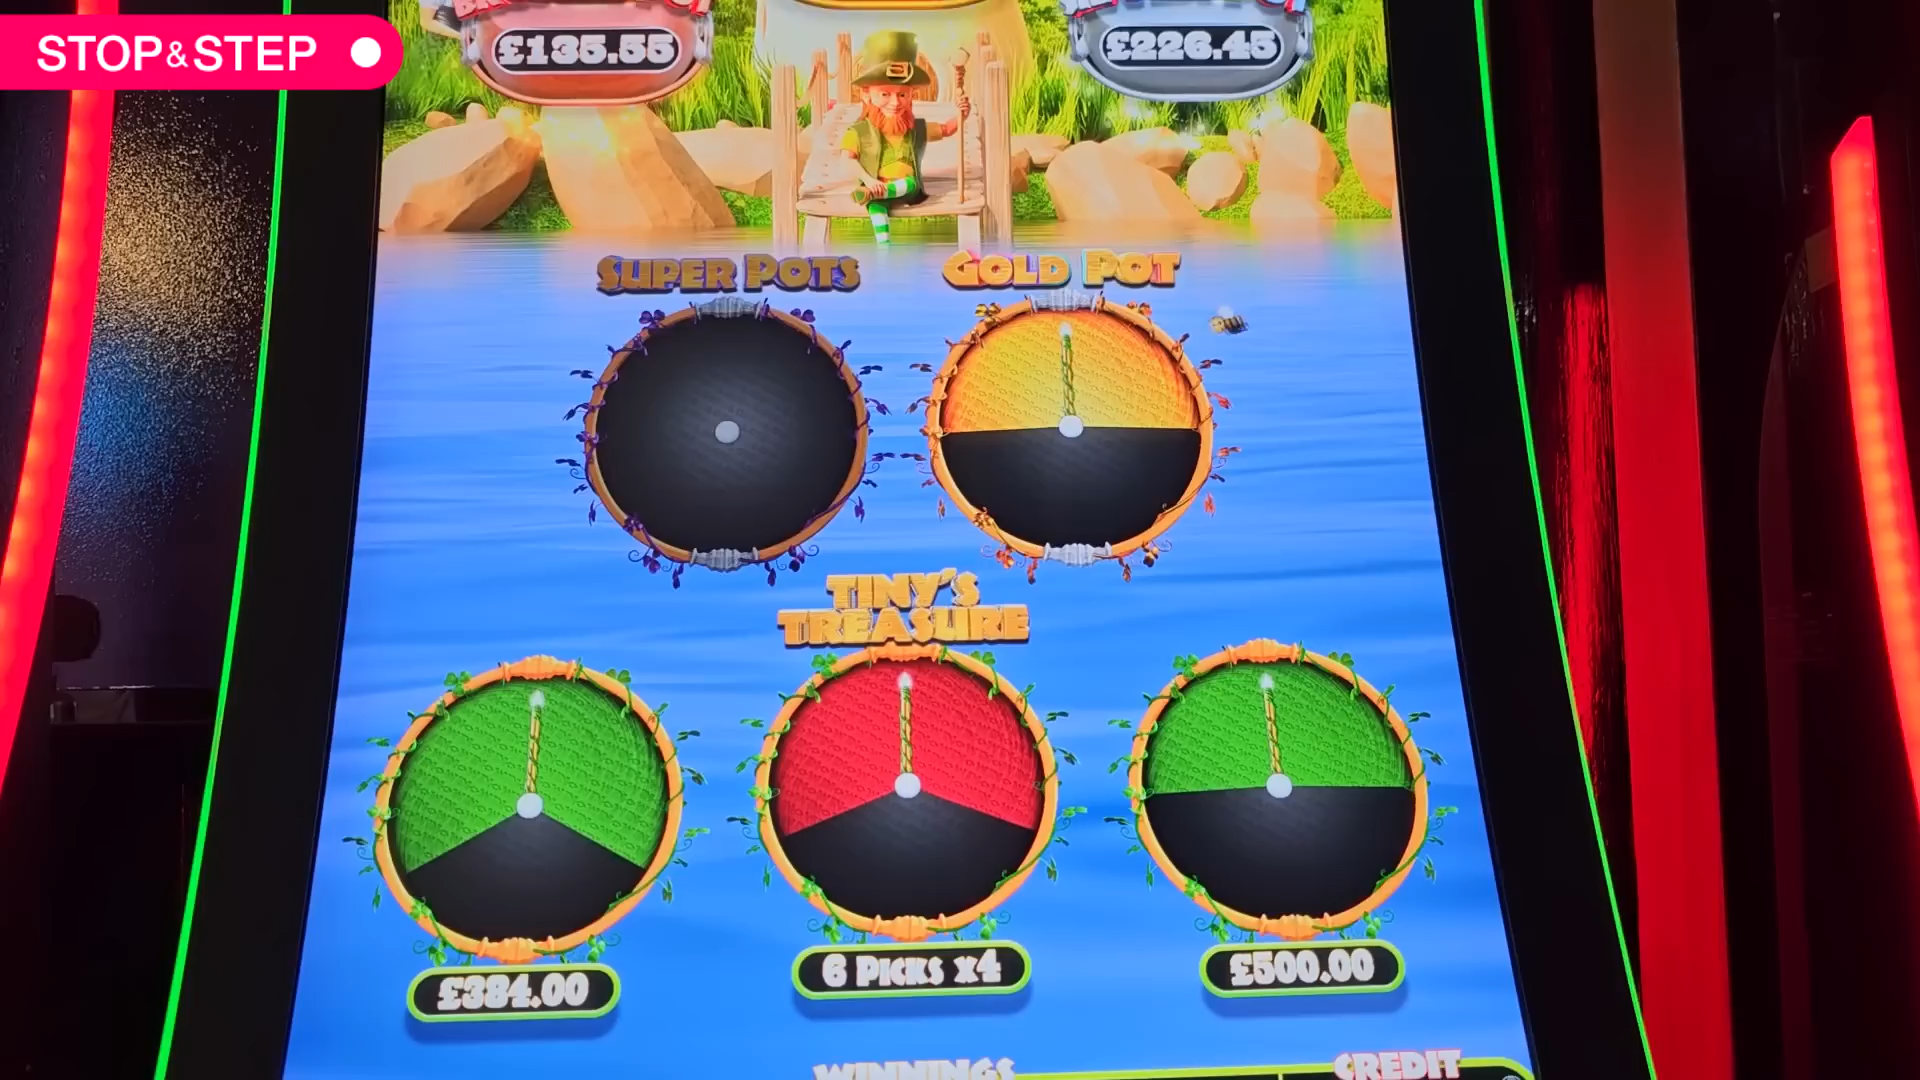 STOP&STEP
£135.55
£226.45
SUPER POTS
GOLD POT
TINY'S
TREASURE
£384.00
6 PICKS X4
£500.00
WINNINGS
CREDIT